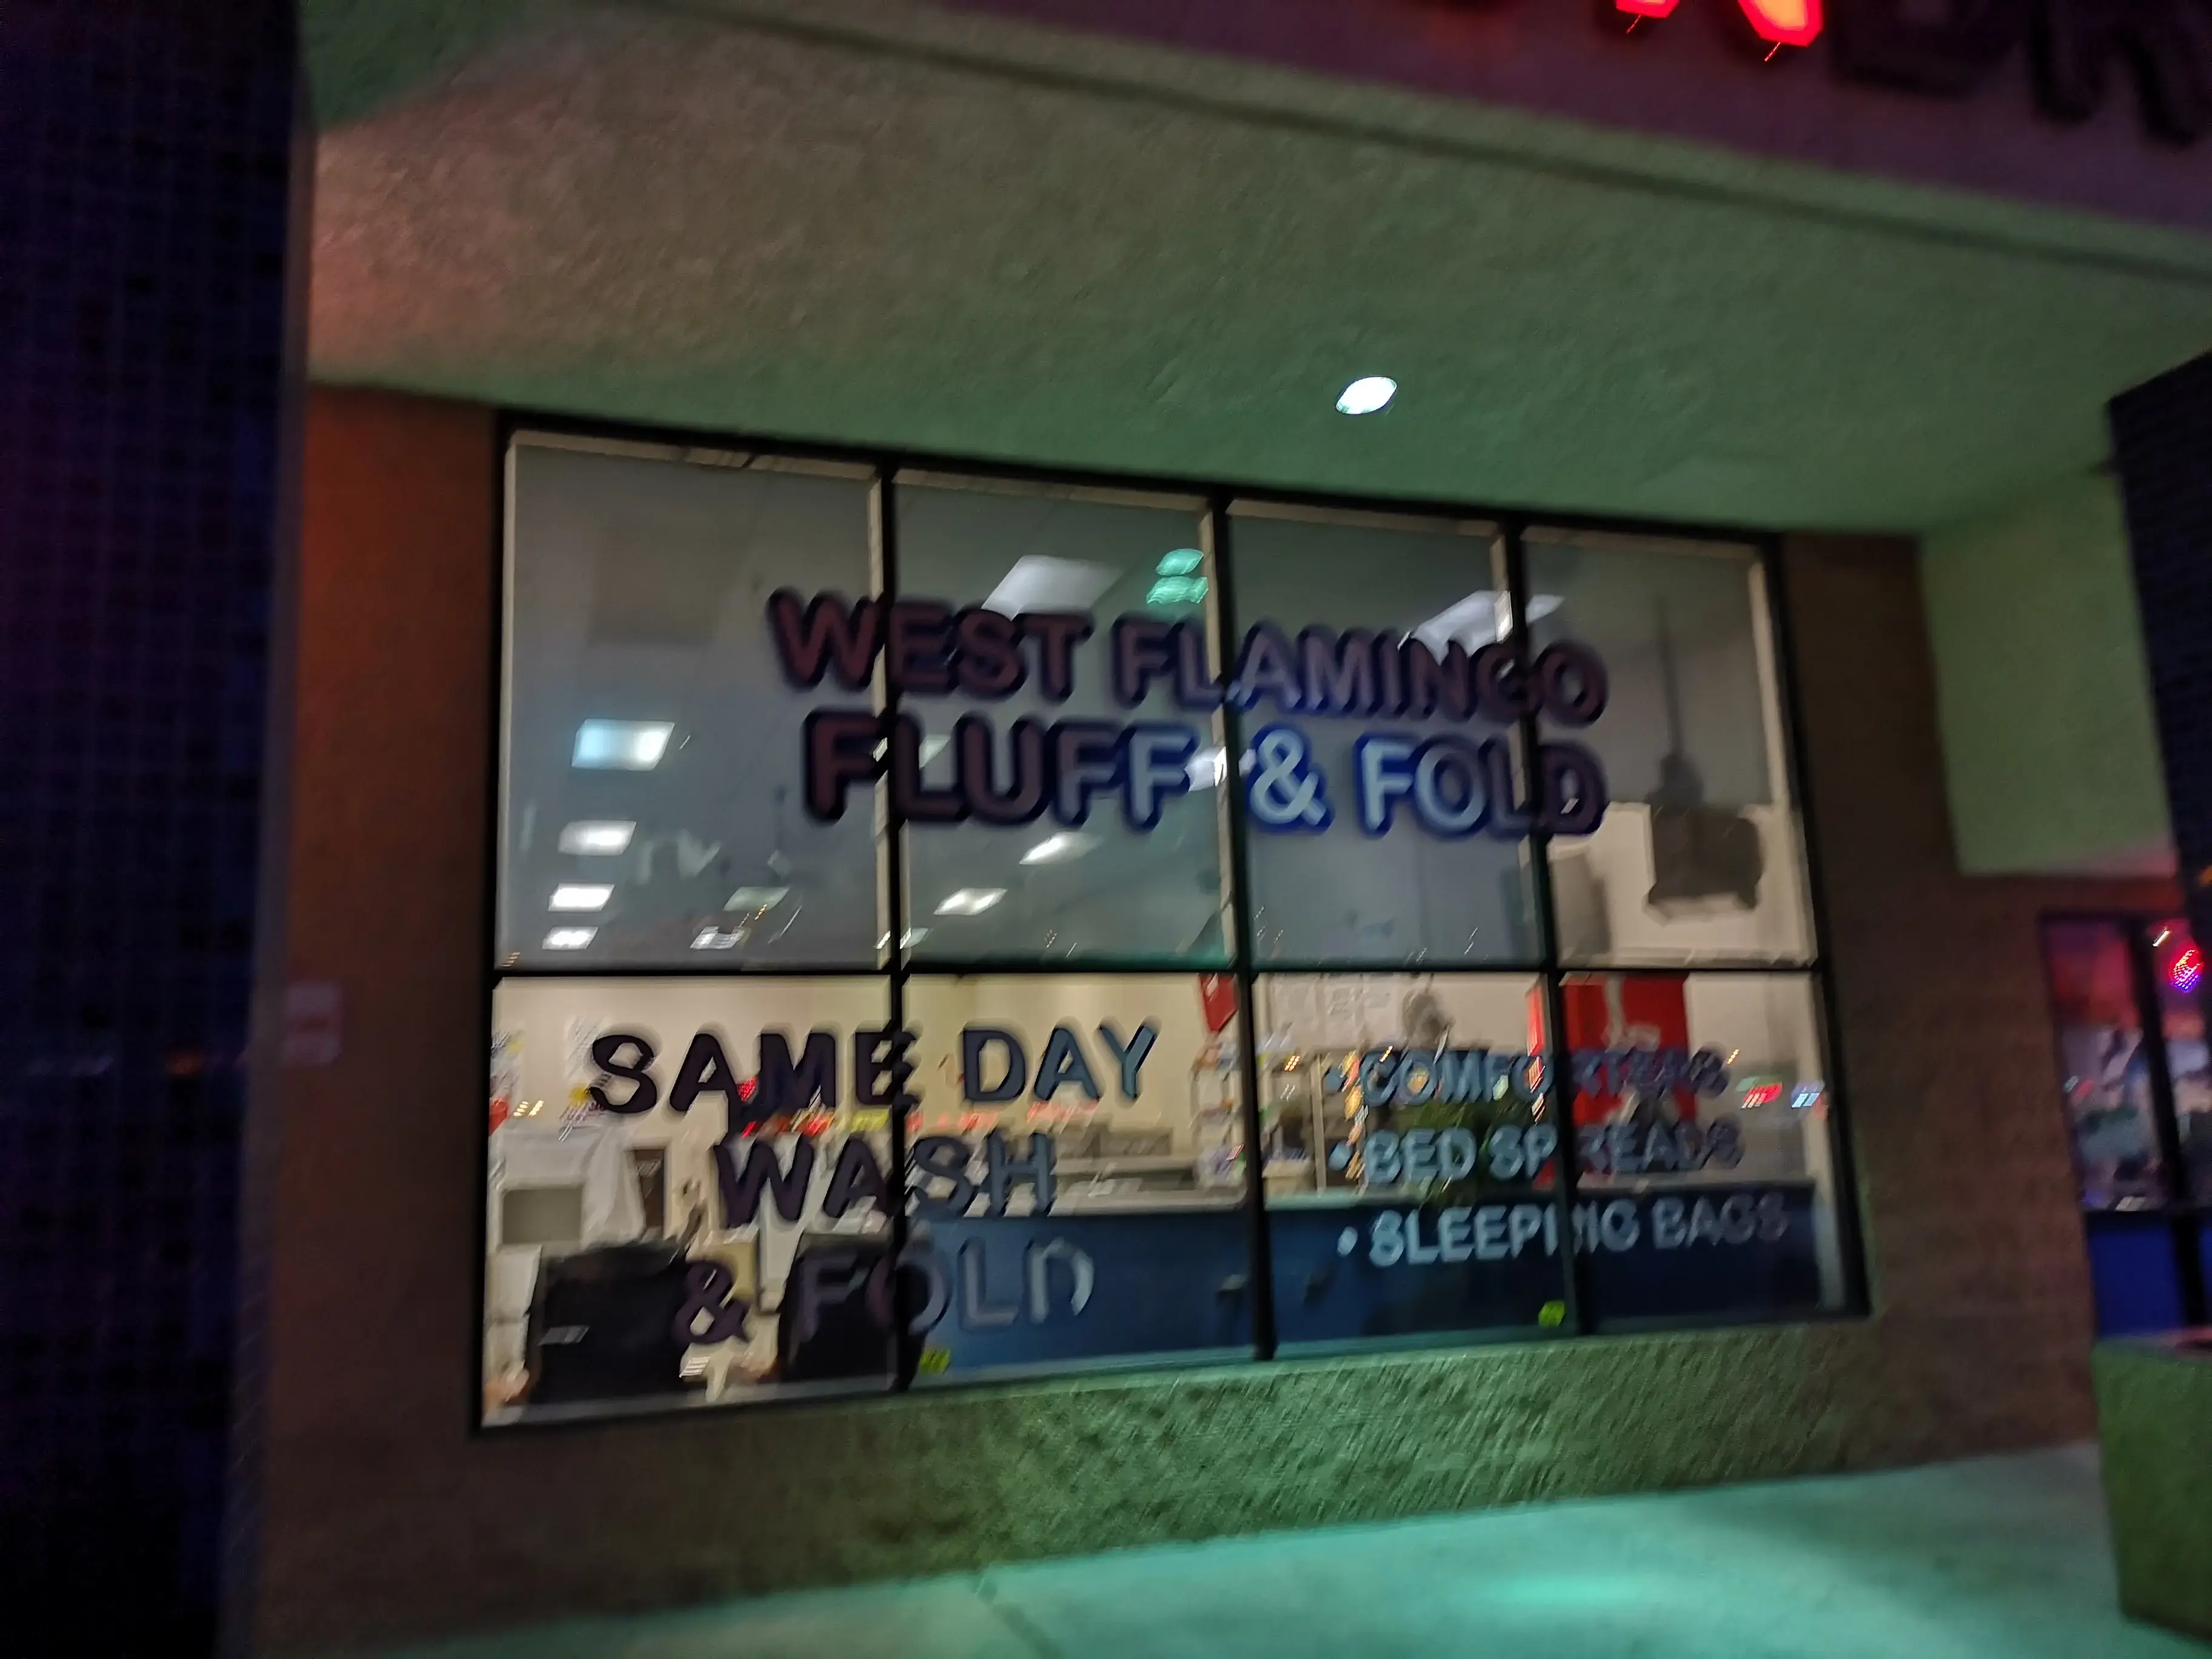 WEST FLAMINGO
FLUFF & FOLD
SAME DAY
WASH
& FOLD
• COMFORTERS
• BED SPREADS
• SLEEPING BAGS